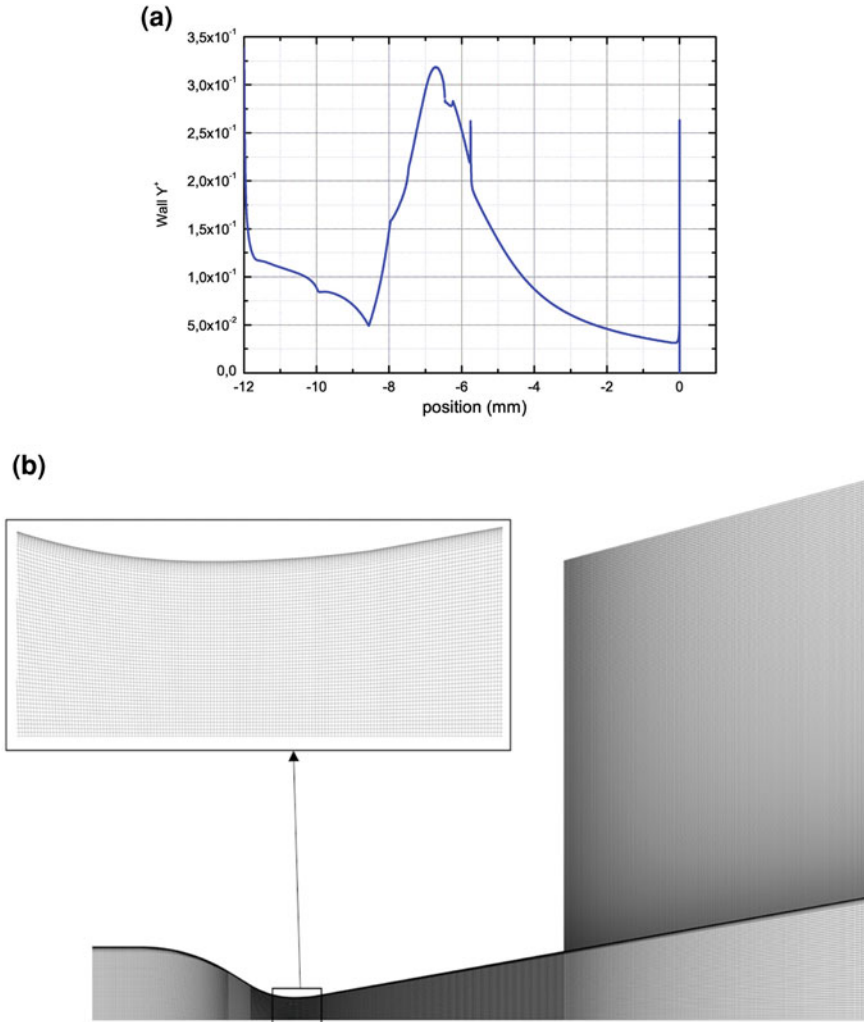 (a)
3,5x10⁻¹
3,0x10⁻¹
2,5x10⁻¹
2,0x10⁻¹
1,5x10⁻¹
1,0x10⁻¹
5,0x10⁻²
0,0
Wall Y⁺
-12 -10 -8 -6 -4 -2 0
position (mm)
(b)